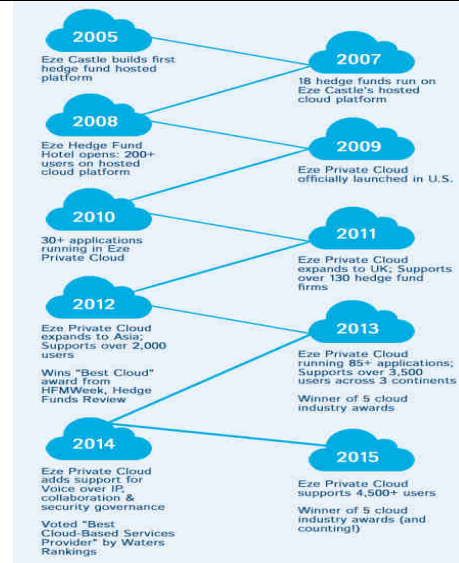 2005
Eze Castle builds first
hedge fund hosted
platform
2007
18 hedge funds run on
Eze Castle's hosted
cloud platform
2008
Eze Hedge Fund
Hotel opens: 200+
users on hosted
cloud platform
2009
Eze Private Cloud
officially launched in U.S.
2010
30+ applications
running in Eze
Private Cloud
2011
Eze Private Cloud
expands to UK; Supports
over 130 hedge fund
firms
2012
Eze Private Cloud
expands to Asia;
Supports over 2,000
users
Wins "Best Cloud"
award from
HFMWeek, Hedge
Funds Review
2013
Eze Private Cloud
running 85+ applications;
Supports over 3,500
users across 3 continents
Winner of 5 cloud
industry awards
2014
Eze Private Cloud
adds support for
Voice over IP,
collaboration &
security governance
Voted "Best
Cloud-Based Services
Provider" by Waters
Rankings
2015
Eze Private Cloud
supports 4,500+ users
Winner of 5 cloud
industry awards (and
counting!)